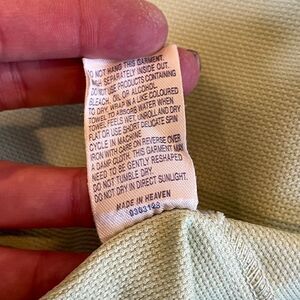 DO NOT HANG THIS GARMENT.
WASH SEPARATELY INSIDE OUT.
DO NOT USE PRODUCTS CONTAINING
BLEACH, OIL OR ALCOHOL.
TO DRY, WRAP IN A LIKE COLOURED
TOWEL TO ABSORB WATER WHEN
TOWEL FEELS WET, UNROLL AND DRY
FLAT OR USE SHORT DELICATE SPIN
CYCLE IN MACHINE
IRON WITH CARE ON REVERSE OVER
A DAMP CLOTH. THIS GARMENT MAY
NEED TO BE GENTLY RESHAPED
DO NOT TUMBLE DRY.
DO NOT DRY IN DIRECT SUNLIGHT.
MADE IN HEAVEN